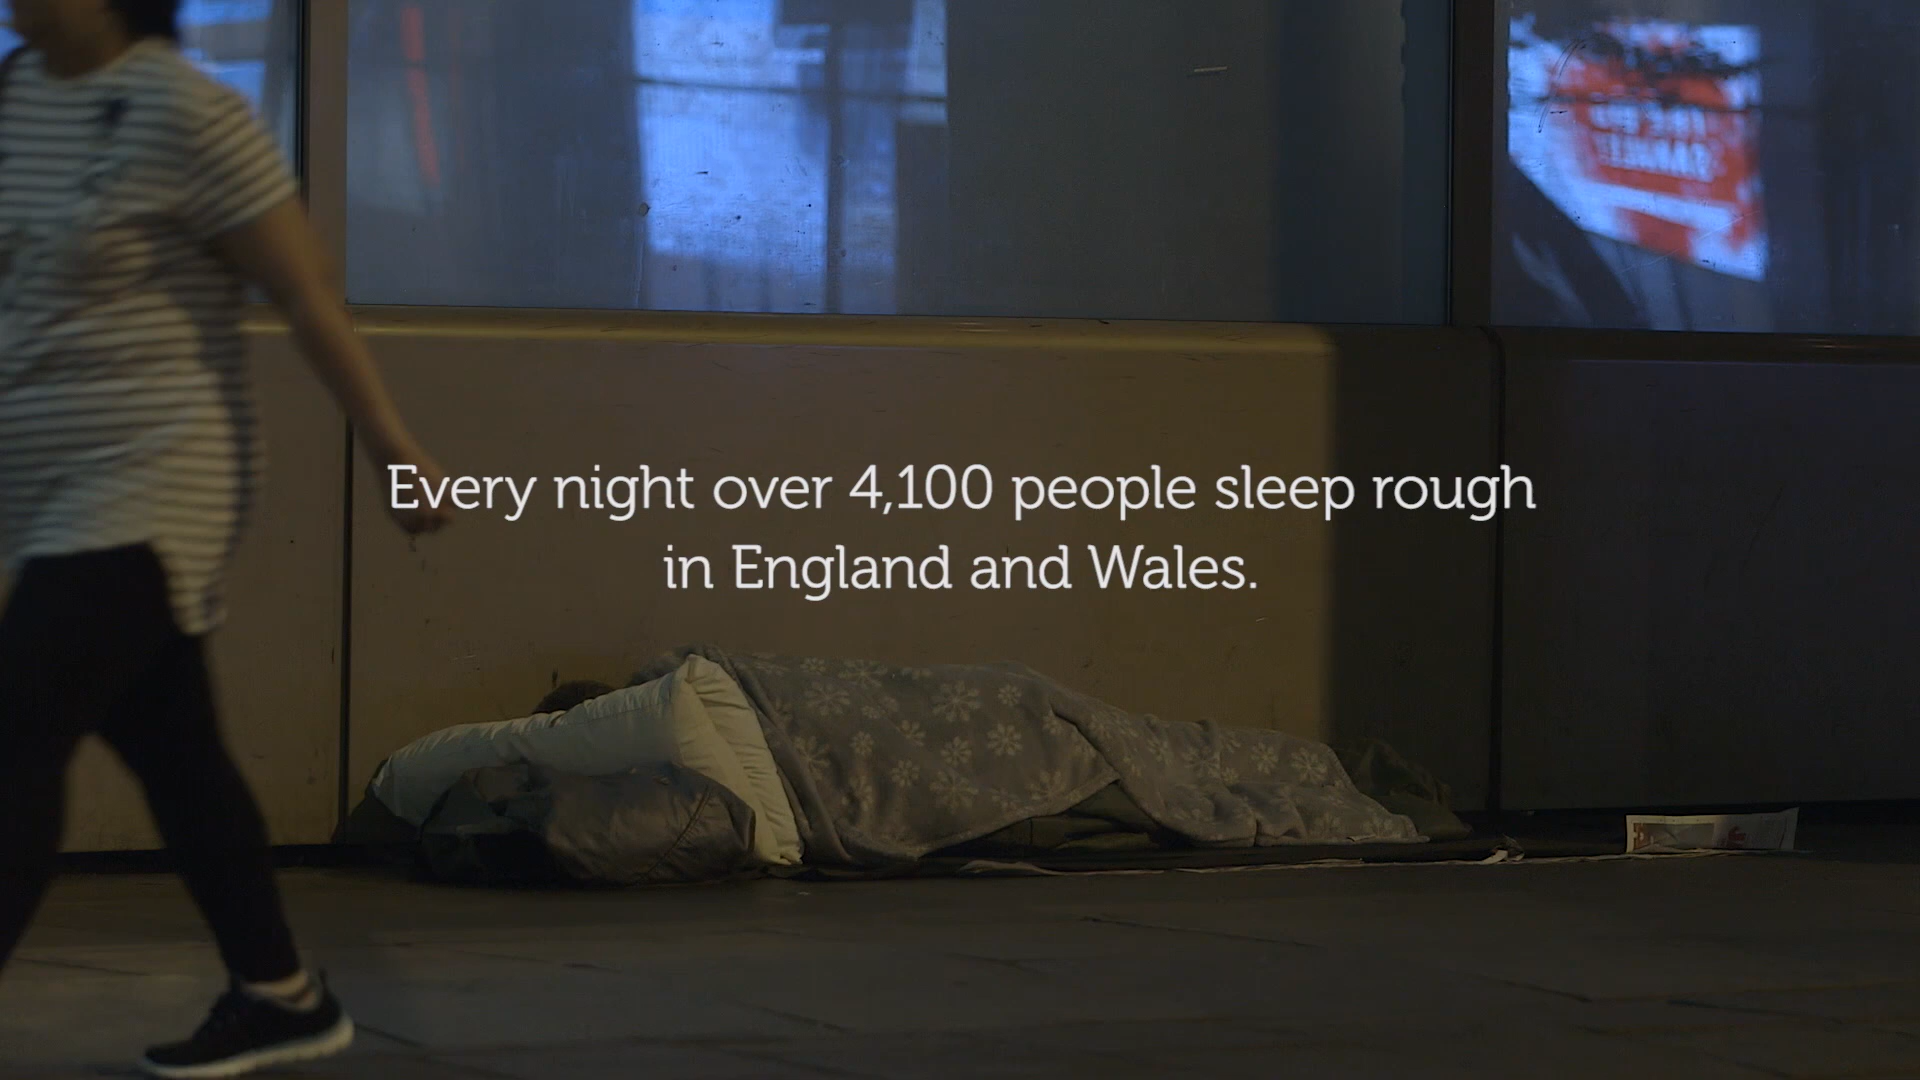 Every night over 4,100 people sleep rough
in England and Wales.